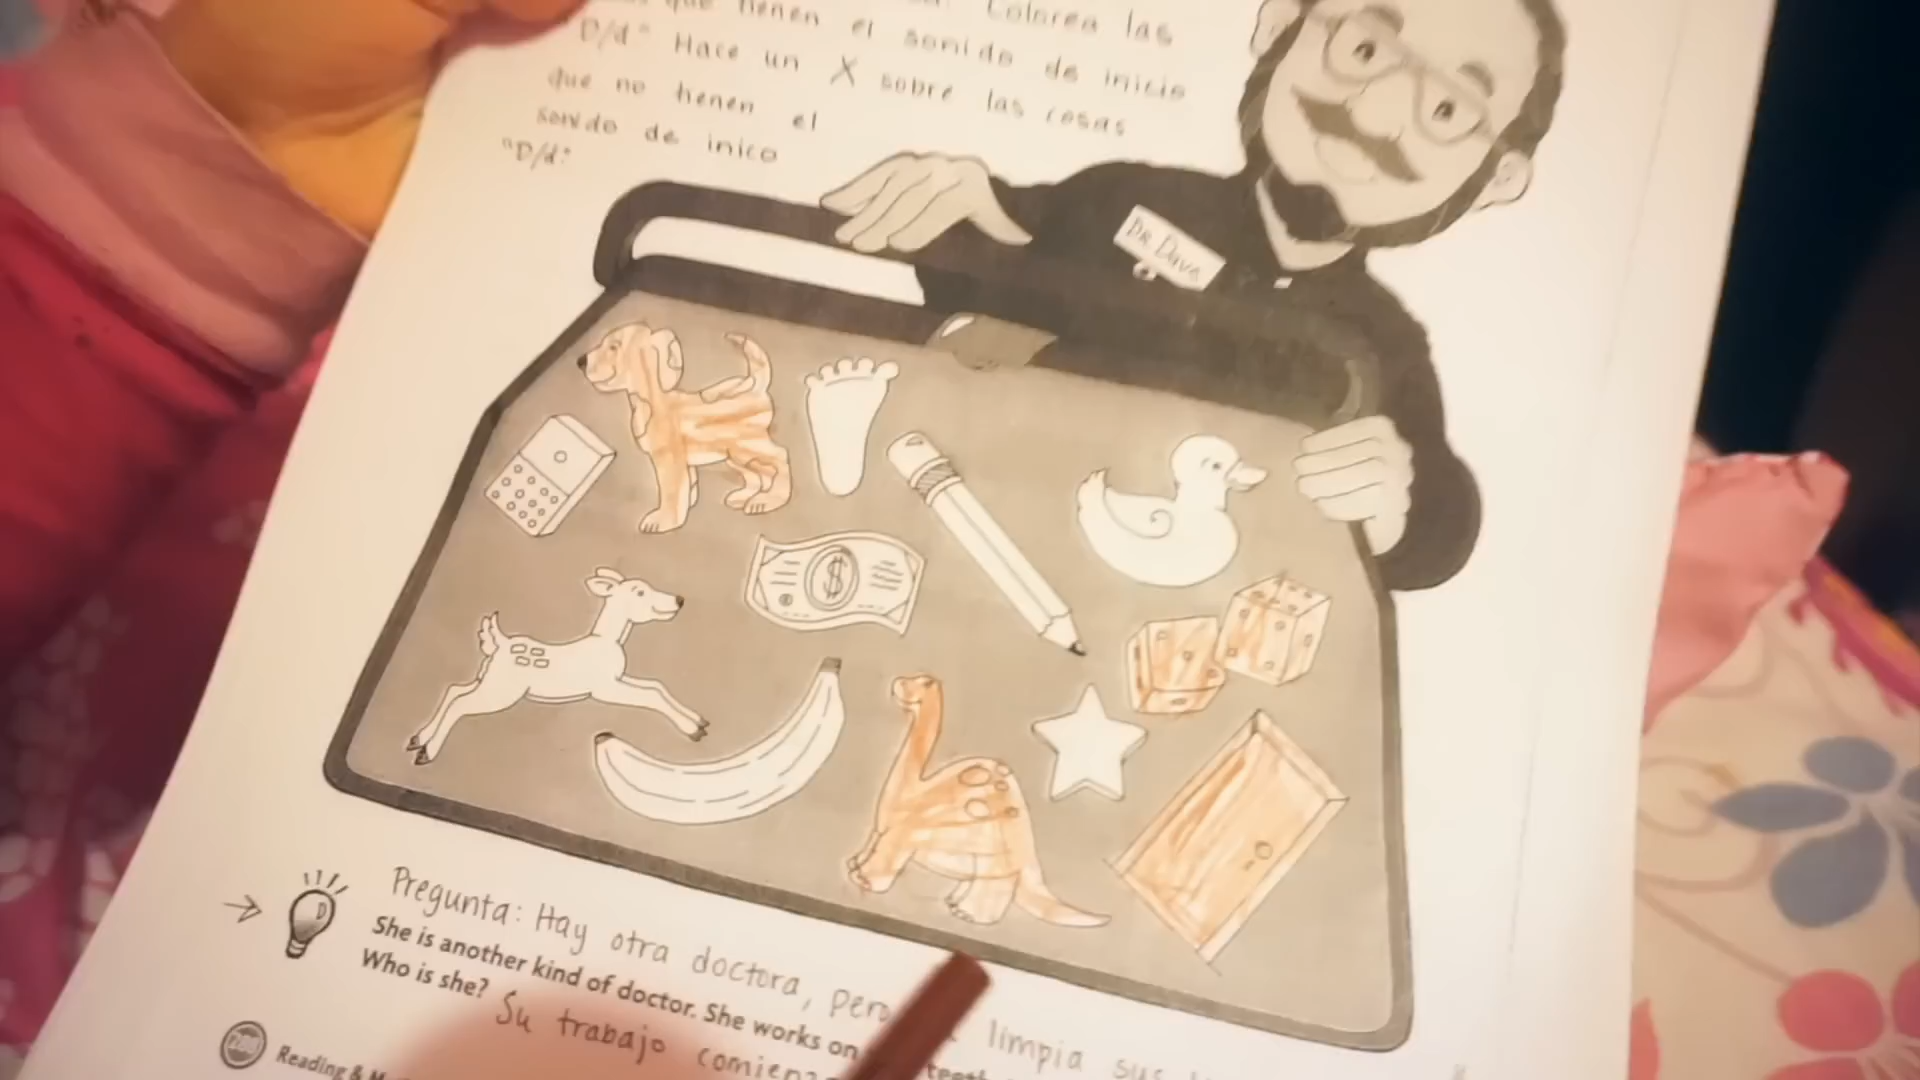 que tienen el sonido de inicio
Colorea las
"D/d" Hace un X sobre las cosas
que no tienen el
sonido de inico
"D/d".
DR. Dave
$
D
Pregunta: Hay otra doctora, pero limpia sus
She is another kind of doctor. She works on teeth
Who is she? Su trabajo comienza
Reading &